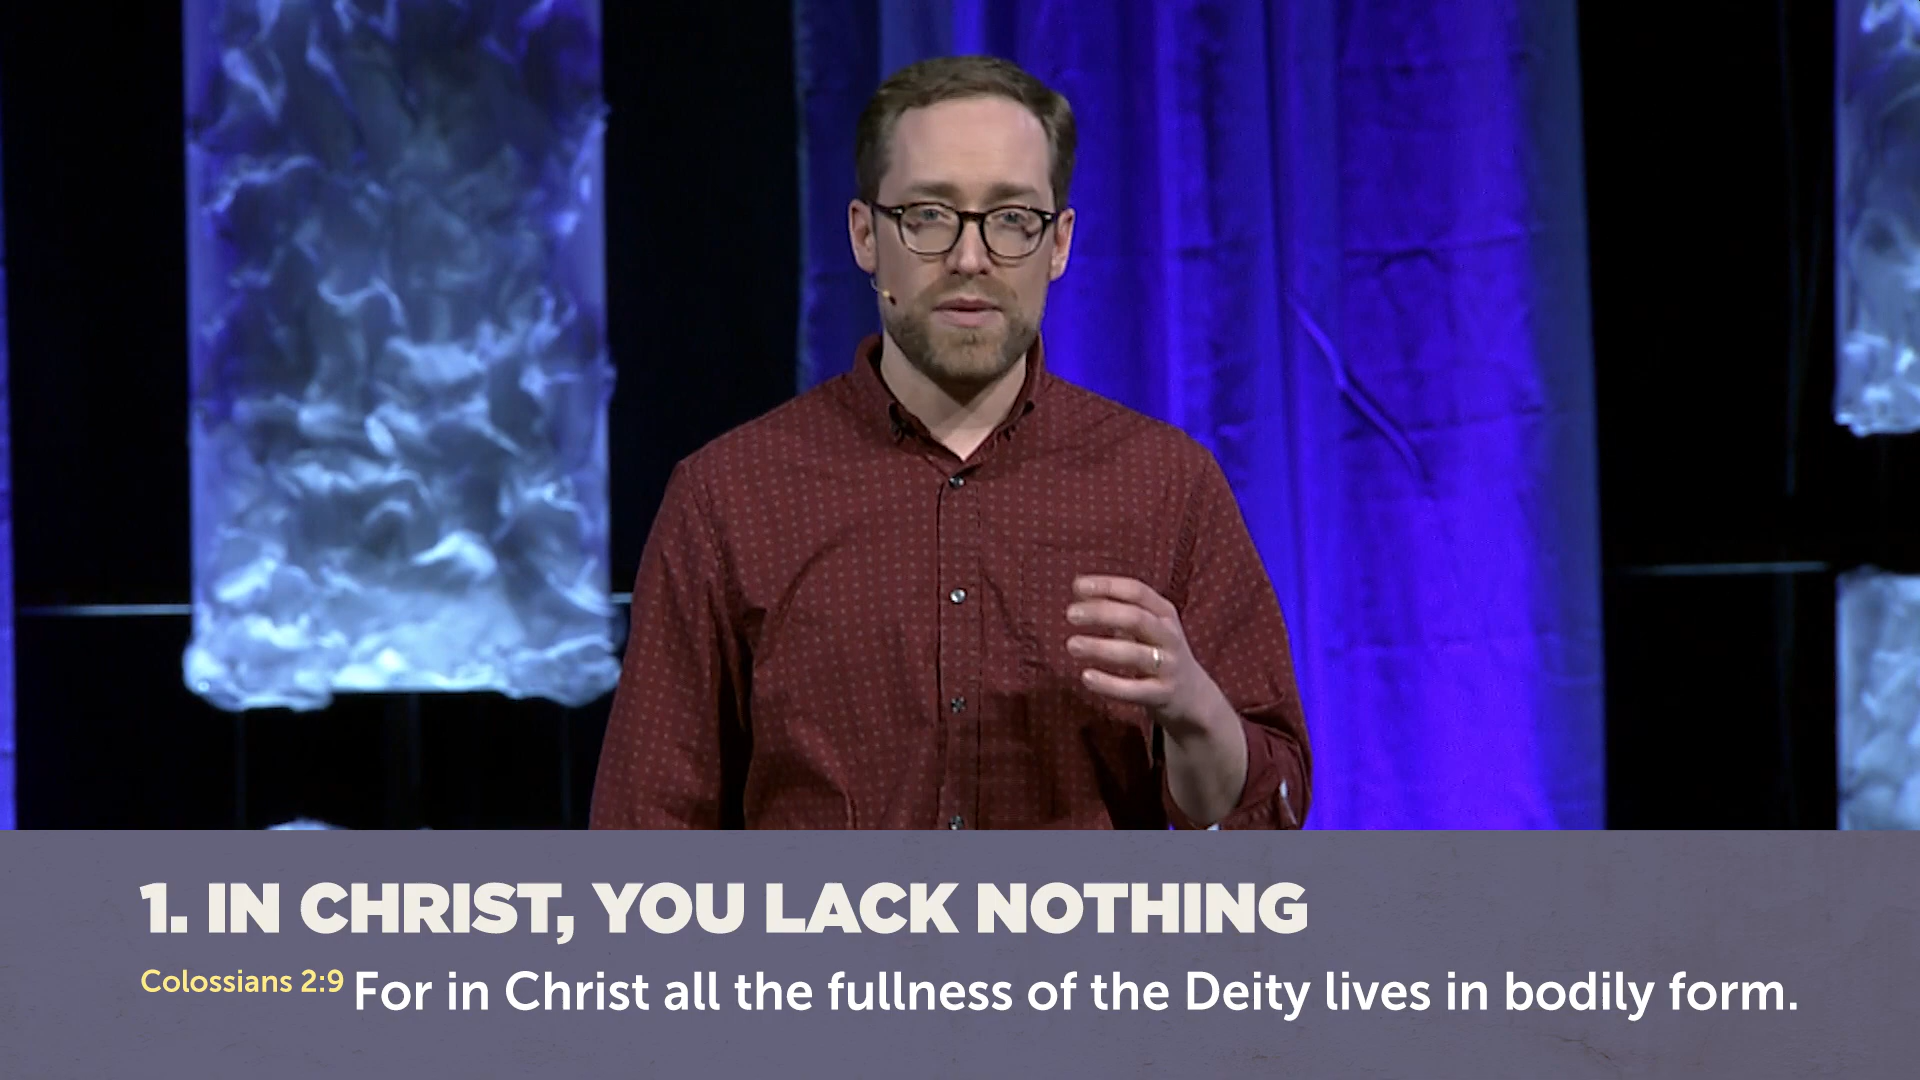 1. IN CHRIST, YOU LACK NOTHING
Colossians 2:9 For in Christ all the fullness of the Deity lives in bodily form.